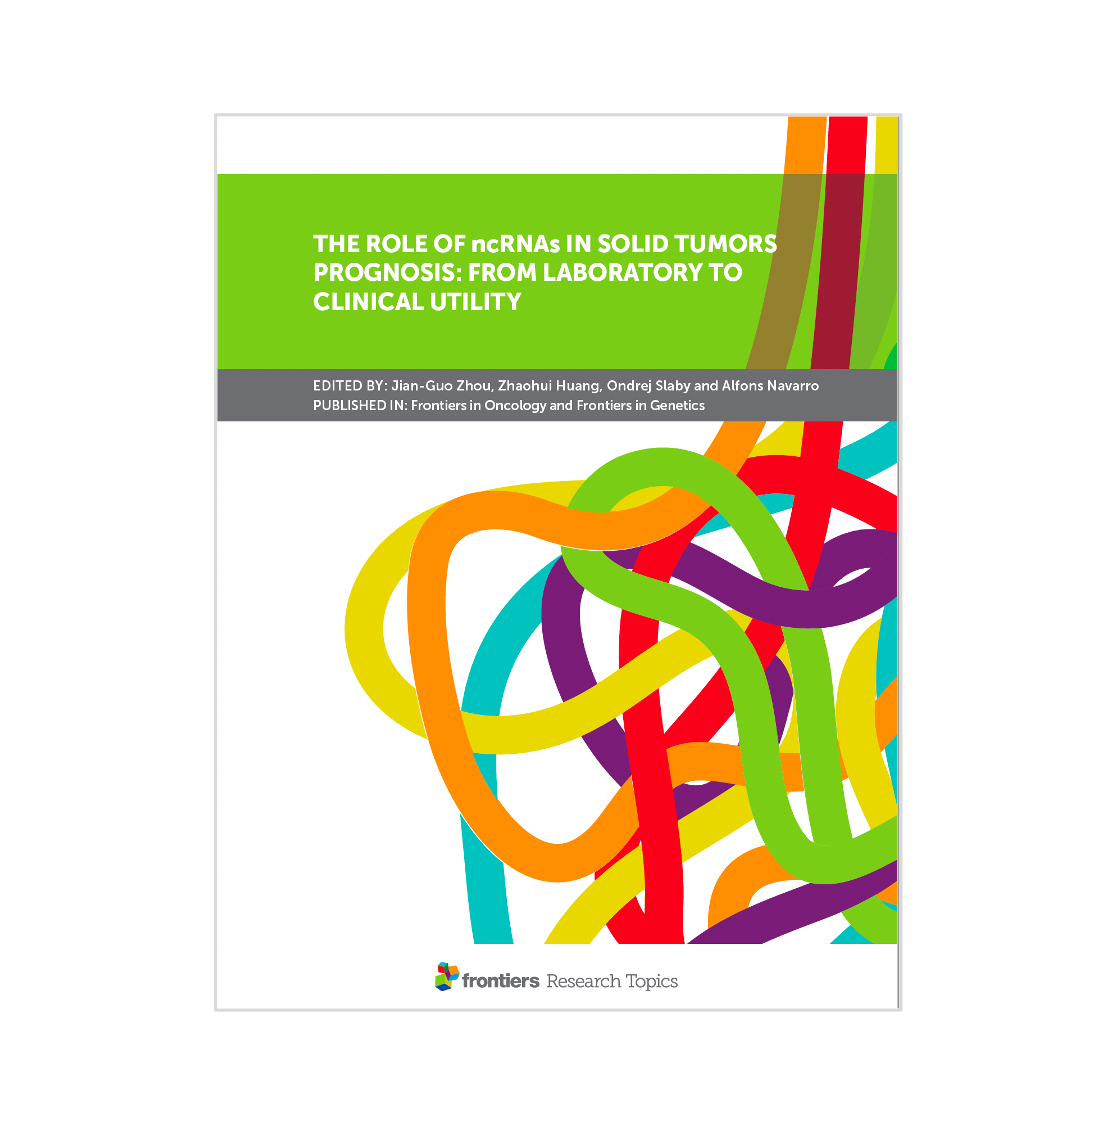 THE ROLE OF ncRNAs IN SOLID TUMORS
PROGNOSIS: FROM LABORATORY TO
CLINICAL UTILITY
EDITED BY: Jian-Guo Zhou, Zhaohui Huang, Ondrej Slaby and Alfons Navarro
PUBLISHED IN: Frontiers in Oncology and Frontiers in Genetics
frontiers Research Topics